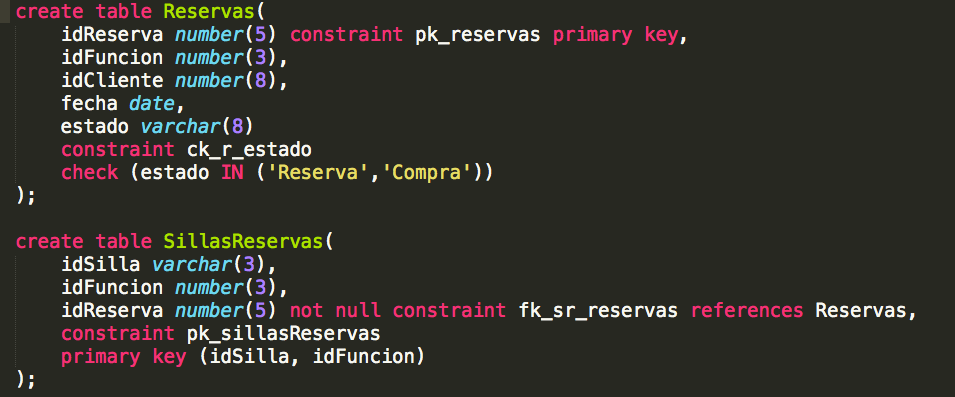 create table Reservas(
idReserva number(5) constraint pk_reservas primary key,
idFuncion number(3),
idCliente number(8),
fecha date,
estado varchar(8)
constraint ck_r_estado
check (estado IN ('Reserva','Compra'))
);
create table SillasReservas(
idSilla varchar(3),
idFuncion number(3),
idReserva number(5) not null constraint fk_sr_reservas references Reservas,
constraint pk_sillasReservas
primary key (idSilla, idFuncion)
);